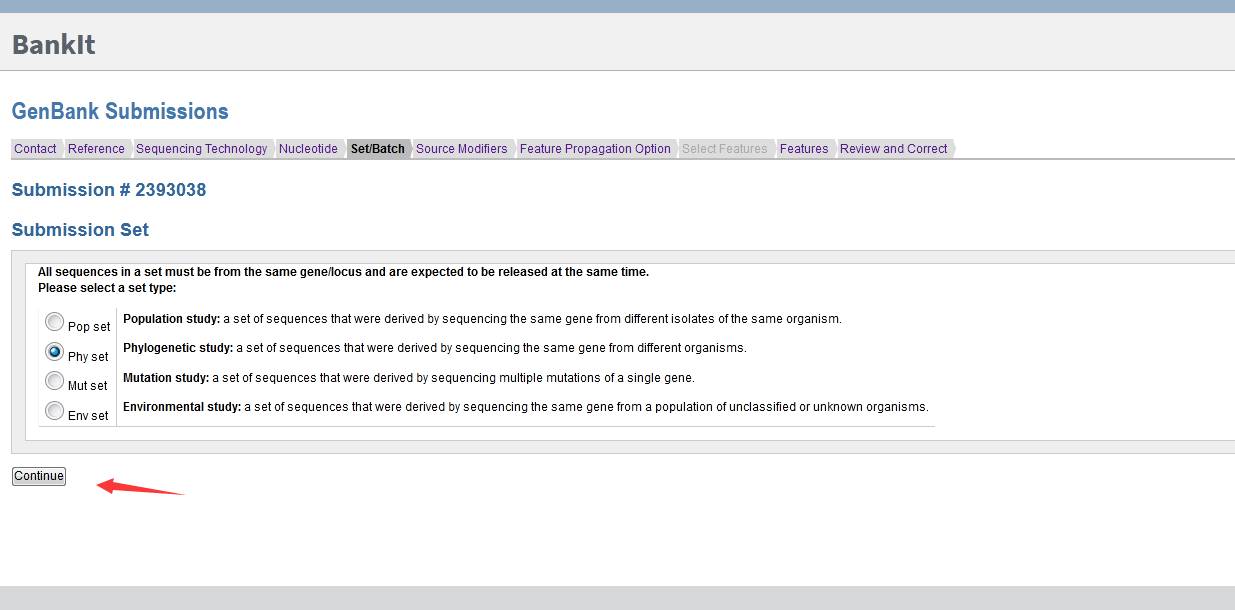 BankIt
GenBank Submissions
Contact Reference Sequencing Technology Nucleotide Set/Batch Source Modifiers Feature Propagation Option Select Features Features Review and Correct
Submission # 2393038
Submission Set
All sequences in a set must be from the same gene/locus and are expected to be released at the same time.
Please select a set type:
Pop set Population study: a set of sequences that were derived by sequencing the same gene from different isolates of the same organism.
Phy set Phylogenetic study: a set of sequences that were derived by sequencing the same gene from different organisms.
Mut set Mutation study: a set of sequences that were derived by sequencing multiple mutations of a single gene.
Env set Environmental study: a set of sequences that were derived by sequencing the same gene from a population of unclassified or unknown organisms.
Continue